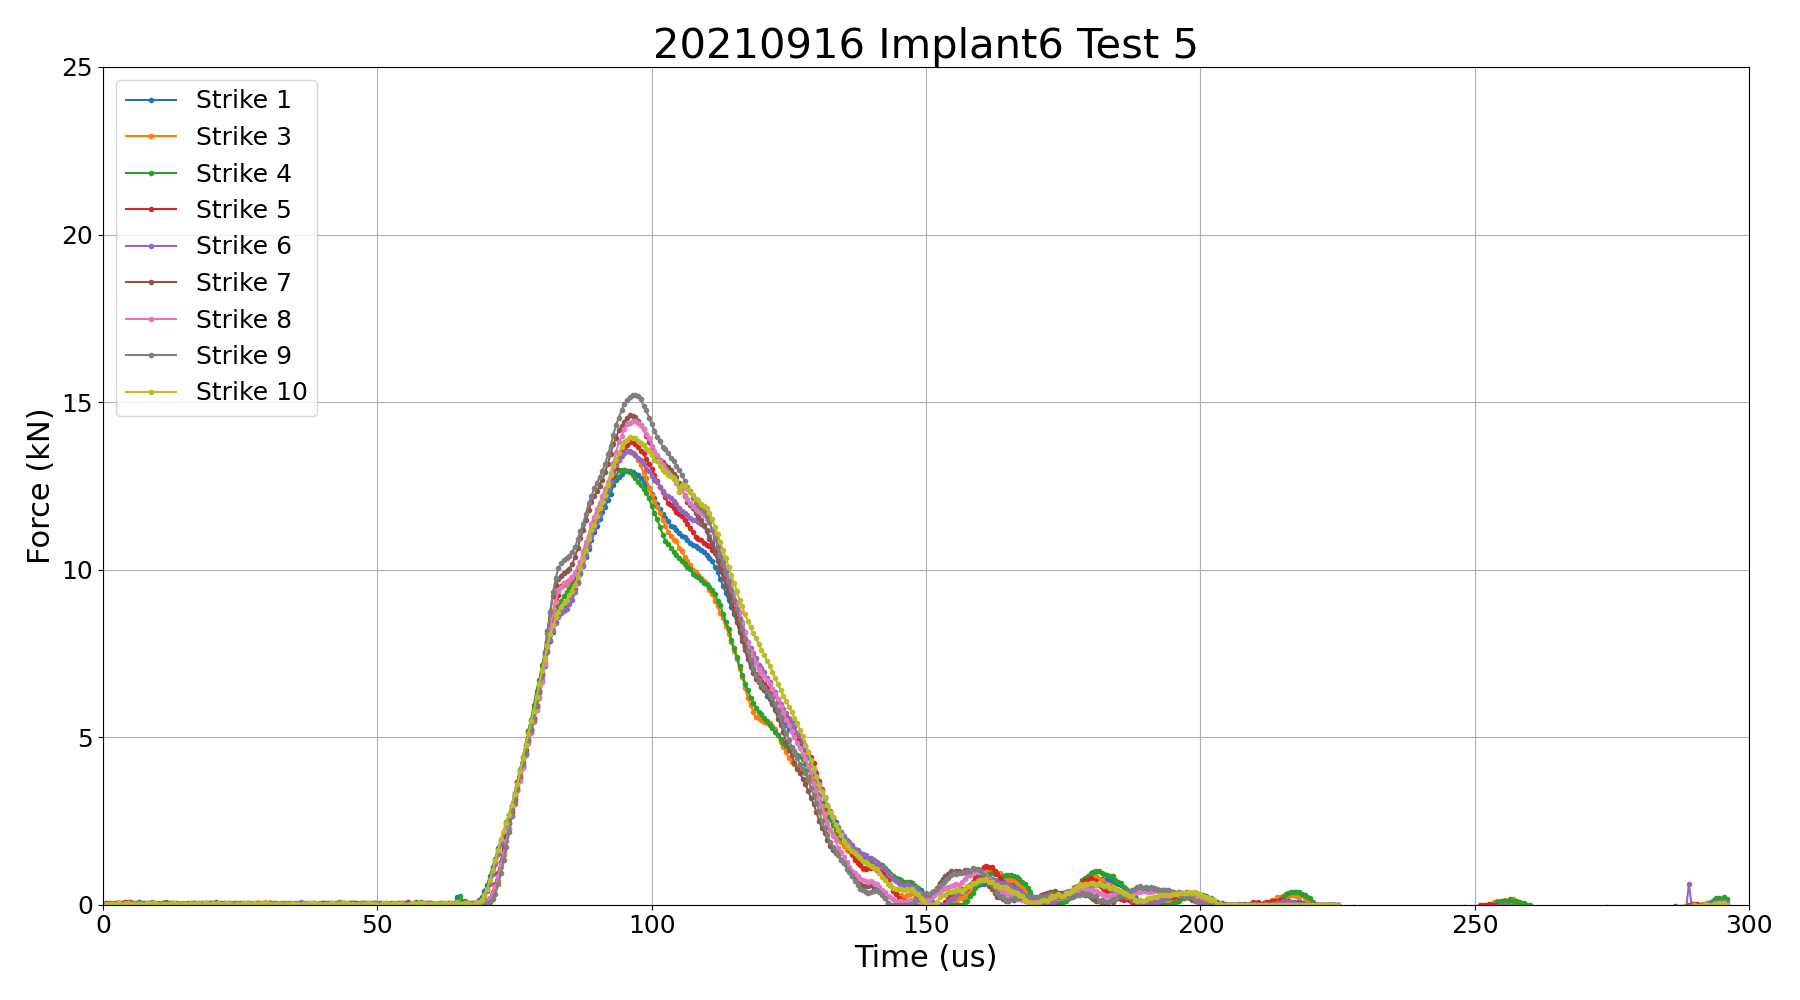 20210916 Implant6 Test 5
25
20
15
10
5
0
Force (kN)
Strike 1
Strike 3
Strike 4
Strike 5
Strike 6
Strike 7
Strike 8
Strike 9
Strike 10
0 50 100 150 200 250 300
Time (us)